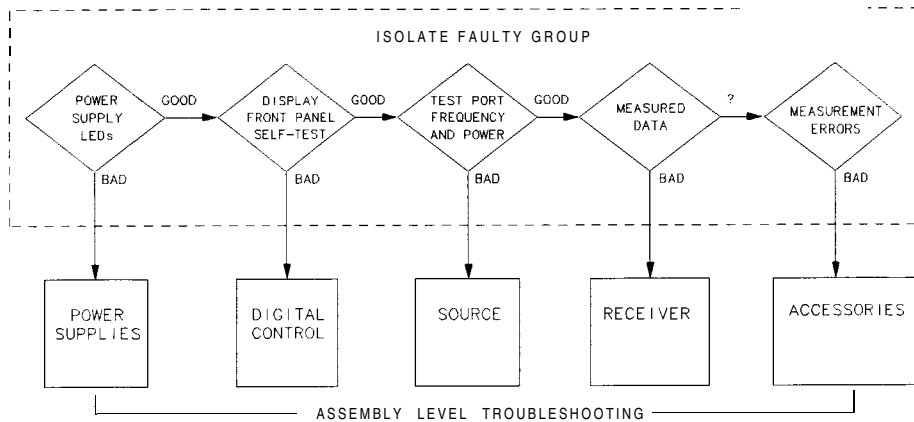 ISOLATE FAULTY GROUP
POWER
SUPPLY
LEDs
GOOD
DISPLAY
FRONT PANEL
SELF-TEST
GOOD
TEST PORT
FREQUENCY
AND POWER
GOOD
MEASURED
DATA
?
MEASUREMENT
ERRORS
BAD
BAD
BAD
BAD
BAD
POWER
SUPPLIES
DIGITAL
CONTROL
SOURCE
RECEIVER
ACCESSORIES
ASSEMBLY LEVEL TROUBLESHOOTING